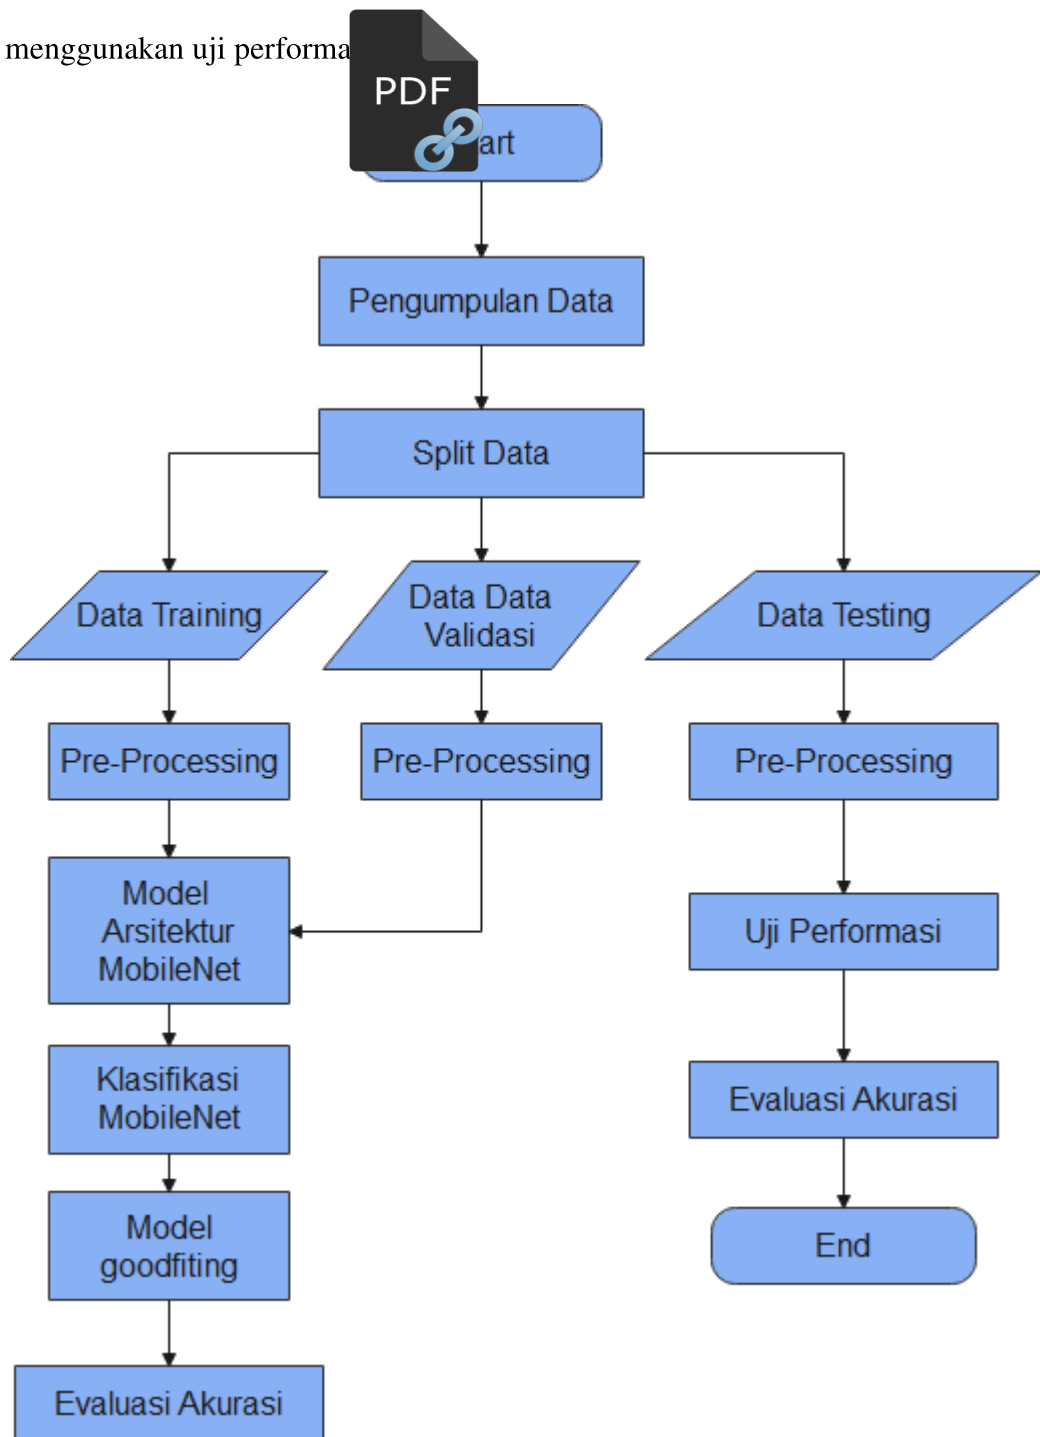 menggunakan uji performa
PDF
art
Pengumpulan Data
Split Data
Data Training
Data Data
Validasi
Data Testing
Pre-Processing
Pre-Processing
Pre-Processing
Model
Arsitektur
MobileNet
Uji Performasi
Klasifikasi
MobileNet
Evaluasi Akurasi
Model
goodfiting
End
Evaluasi Akurasi